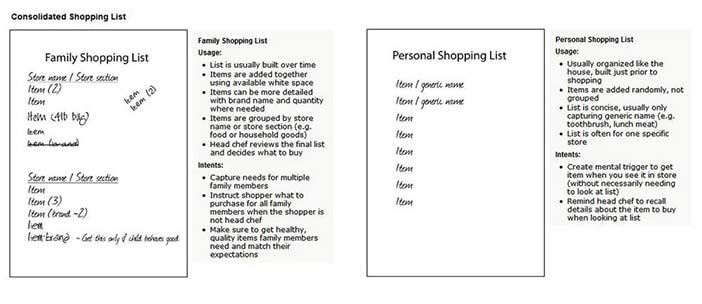 Consolidated Shopping List
Family Shopping List
Store name / Store section
Item (2)
Item
Item (4lb bag)
Item
Item (brand)
Item
Item (2)
Store name / Store section
Item
Item (3)
Item (brand -2)
Item
Item brand - Get this only if child behaves good
Family Shopping List
Usage:
• List is usually built over time
• Items are added together
using available white space
• Items can be more detailed
with brand name and quantity
where needed
• Items are grouped by store
name or store section (e.g.
food or household goods)
• Head chef reviews the final list
and decides what to buy
Intents:
• Capture needs for multiple
family members
• Instruct shopper what to
purchase for all family
members when the shopper is
not head chef
• Make sure to get healthy,
quality items family members
need and match their
expectations
Personal Shopping List
Item / generic name
Item / generic name
Item
Item
Item
Item
Item
Item
Personal Shopping List
Usage:
• Usually organized like the
house, built just prior to
shopping
• Items are added randomly, not
grouped
• List is concise, usually only
capturing generic name (e.g.
toothbrush, lunch meat)
• List is often for one specific
store
Intents:
• Create mental trigger to get
item when you see it in store
(without necessarily needing
to look at list)
• Remind head chef to recall
details about the item to buy
when looking at list